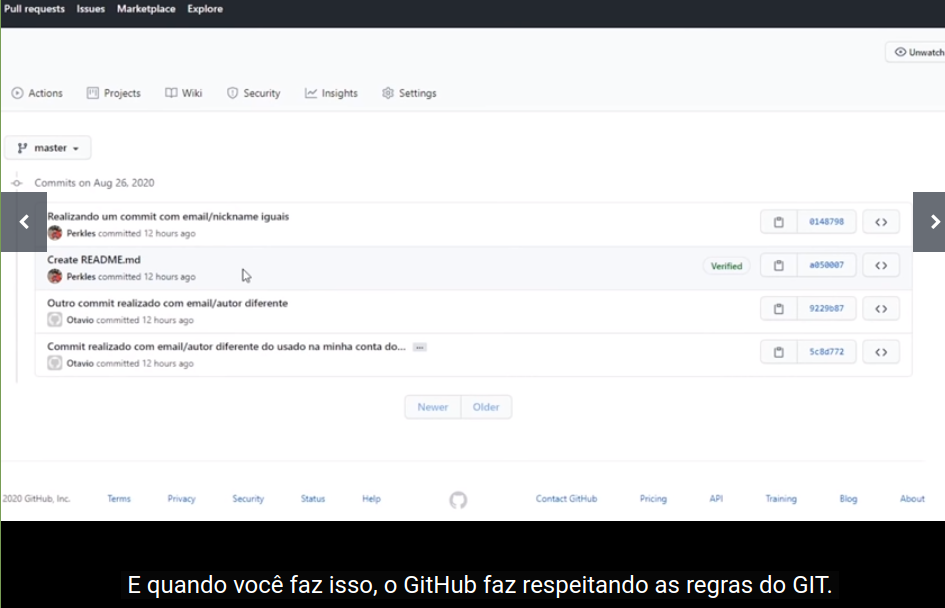 Pull requests Issues Marketplace Explore
Unwatch
Actions Projects Wiki Security Insights Settings
master
Commits on Aug 26, 2020
Realizando um commit com email/nickname iguais
Perkles committed 12 hours ago
0148798
Create README.md
Perkles committed 12 hours ago
Verified
a050007
Outro commit realizado com email/autor diferente
Otavio committed 12 hours ago
9229b87
Commit realizado com email/autor diferente do usado na minha conta do... ...
Otavio committed 12 hours ago
5c8d772
Newer Older
2020 GitHub, Inc. Terms Privacy Security Status Help Contact GitHub Pricing API Training Blog About
E quando você faz isso, o GitHub faz respeitando as regras do GIT.